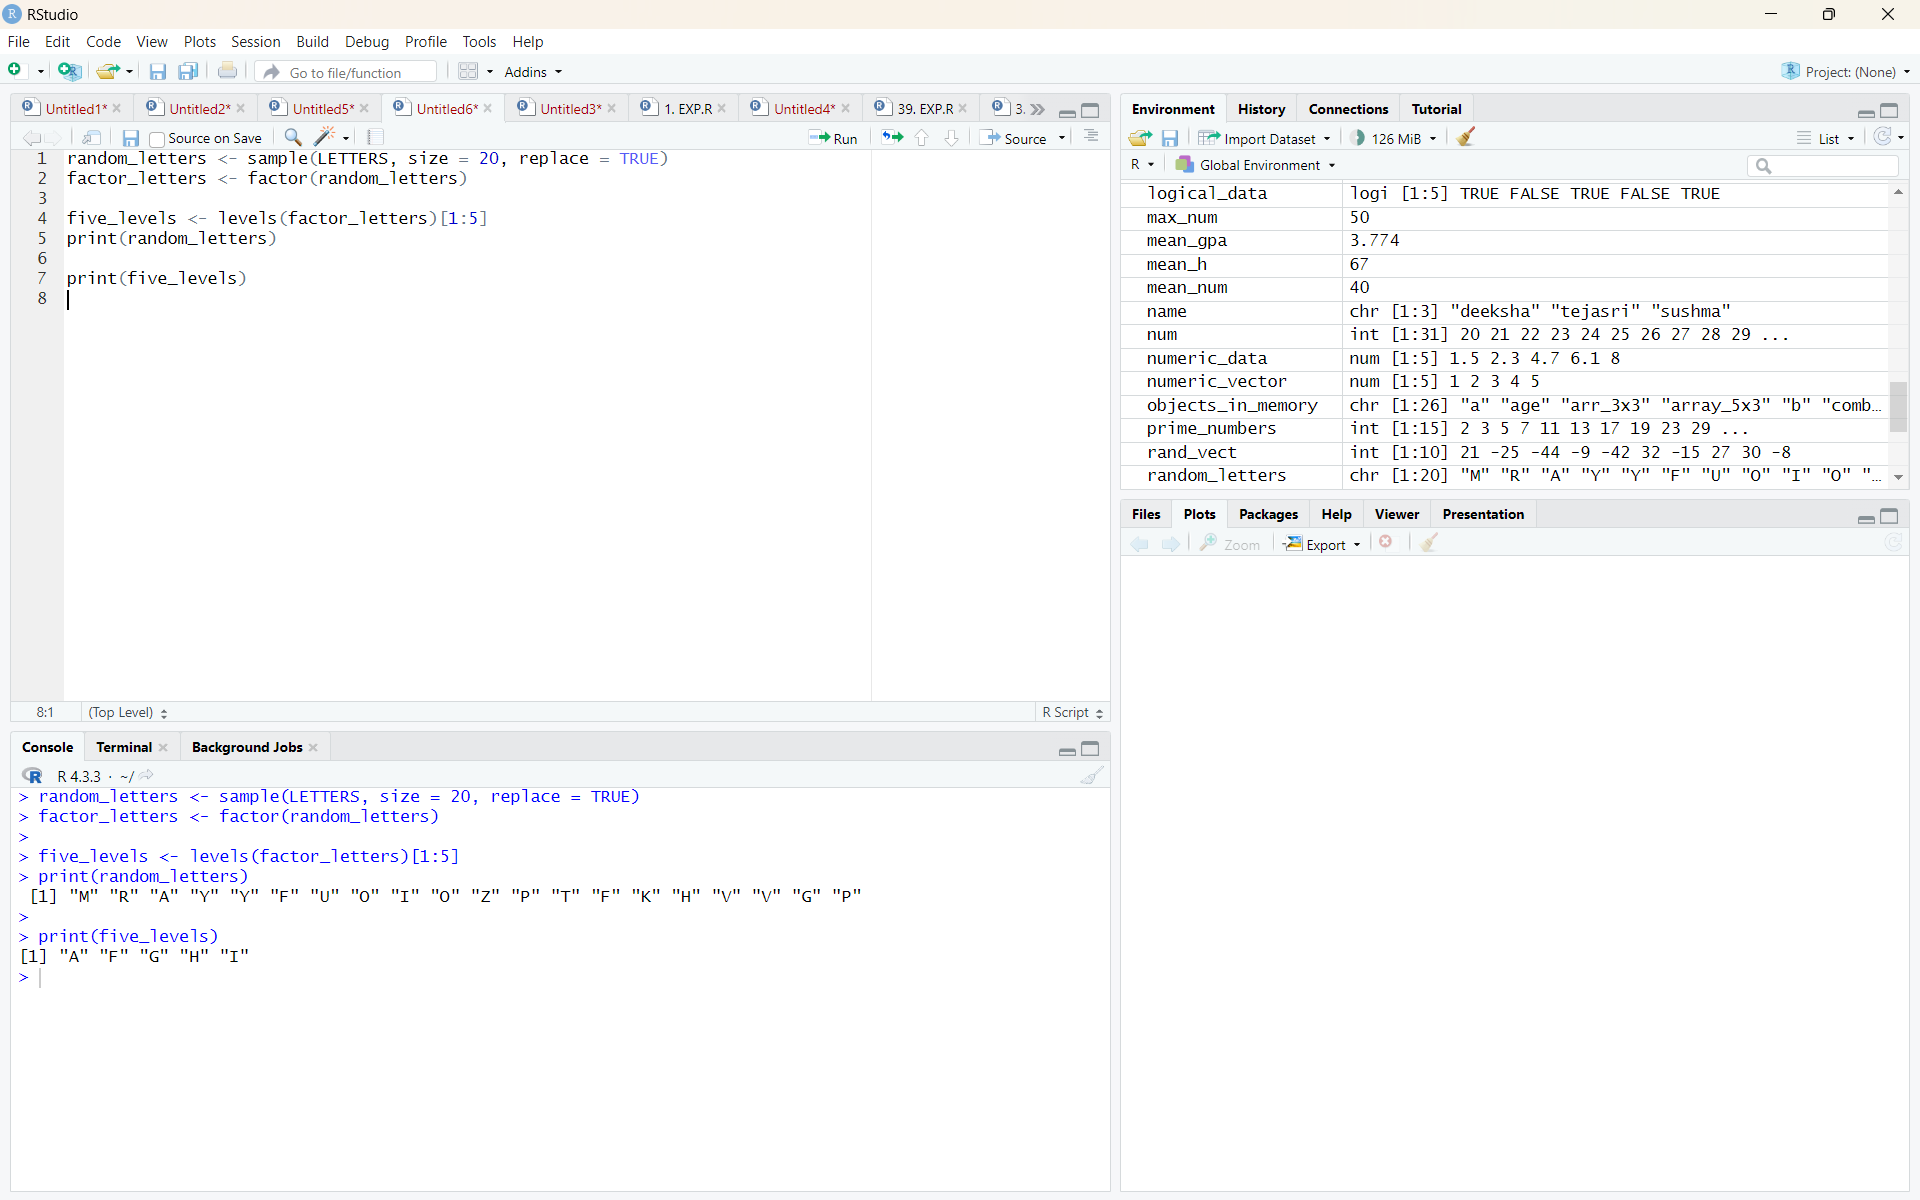 RStudio
File Edit Code View Plots Session Build Debug Profile Tools Help
Go to file/function Addins Project: (None)
Untitled1* Untitled2* Untitled5* Untitled6* Untitled3* 1. EXP.R Untitled4* 39. EXP.R 3.
Source on Save Run Source
1 random_letters <- sample(LETTERS, size = 20, replace = TRUE)
2 factor_letters <- factor(random_letters)
3
4 five_levels <- levels(factor_letters)[1:5]
5 print(random_letters)
6
7 print(five_levels)
8
8:1 (Top Level) R Script
Console Terminal Background Jobs
R 4.3.3 · ~/
> random_letters <- sample(LETTERS, size = 20, replace = TRUE)
> factor_letters <- factor(random_letters)
>
> five_levels <- levels(factor_letters)[1:5]
> print(random_letters)
[1] "M" "R" "A" "Y" "Y" "F" "U" "O" "I" "O" "Z" "P" "T" "F" "K" "H" "V" "V" "G" "P"
>
> print(five_levels)
[1] "A" "F" "G" "H" "I"
>
Environment History Connections Tutorial
Import Dataset 126 MiB List
R Global Environment
logical_data logi [1:5] TRUE FALSE TRUE FALSE TRUE
max_num 50
mean_gpa 3.774
mean_h 67
mean_num 40
name chr [1:3] "deeksha" "tejasri" "sushma"
num int [1:31] 20 21 22 23 24 25 26 27 28 29 ...
numeric_data num [1:5] 1.5 2.3 4.7 6.1 8
numeric_vector num [1:5] 1 2 3 4 5
objects_in_memory chr [1:26] "a" "age" "arr_3x3" "array_5x3" "b" "comb…
prime_numbers int [1:15] 2 3 5 7 11 13 17 19 23 29 ...
rand_vect int [1:10] 21 -25 -44 -9 -42 32 -15 27 30 -8
random_letters chr [1:20] "M" "R" "A" "Y" "Y" "F" "U" "O" "I" "O" "…
Files Plots Packages Help Viewer Presentation
Zoom Export